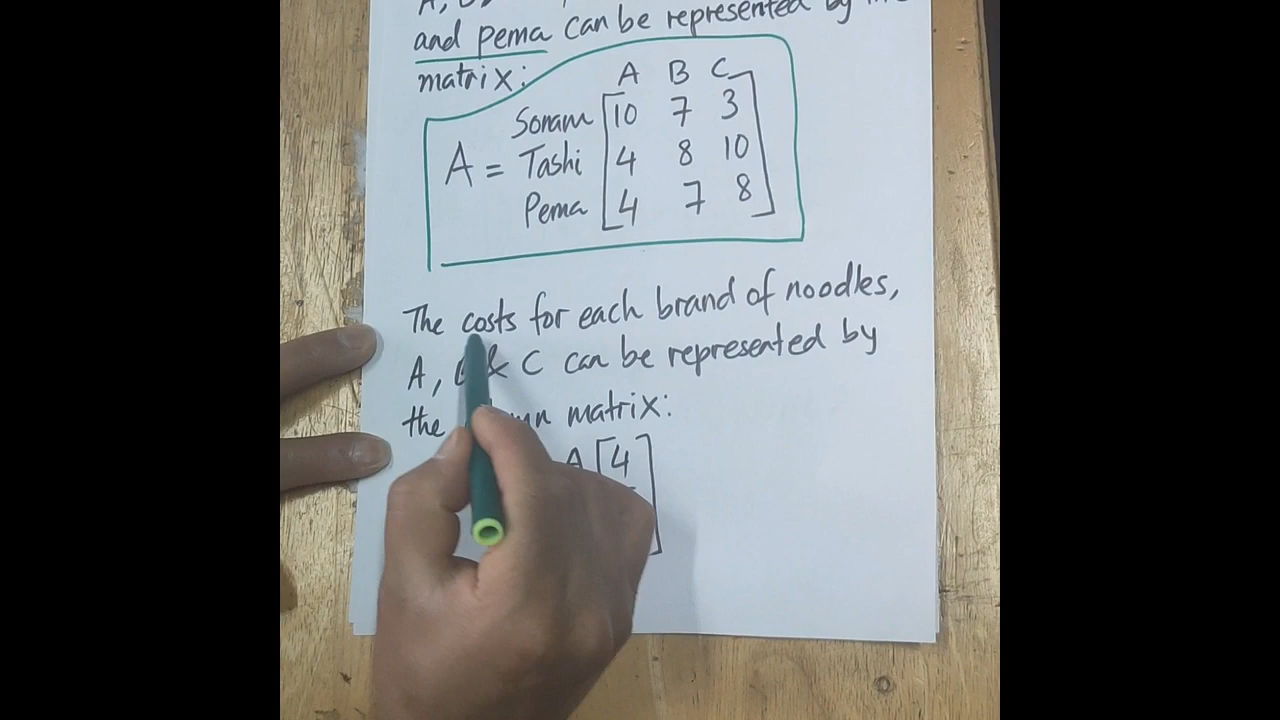 and pema can be represented by
matrix:
A B C
Sonam 10 7 3
A = Tashi 4 8 10
Pema 4 7 8
The costs for each brand of noodles,
A, & C can be represented by
the matrix:
A 4